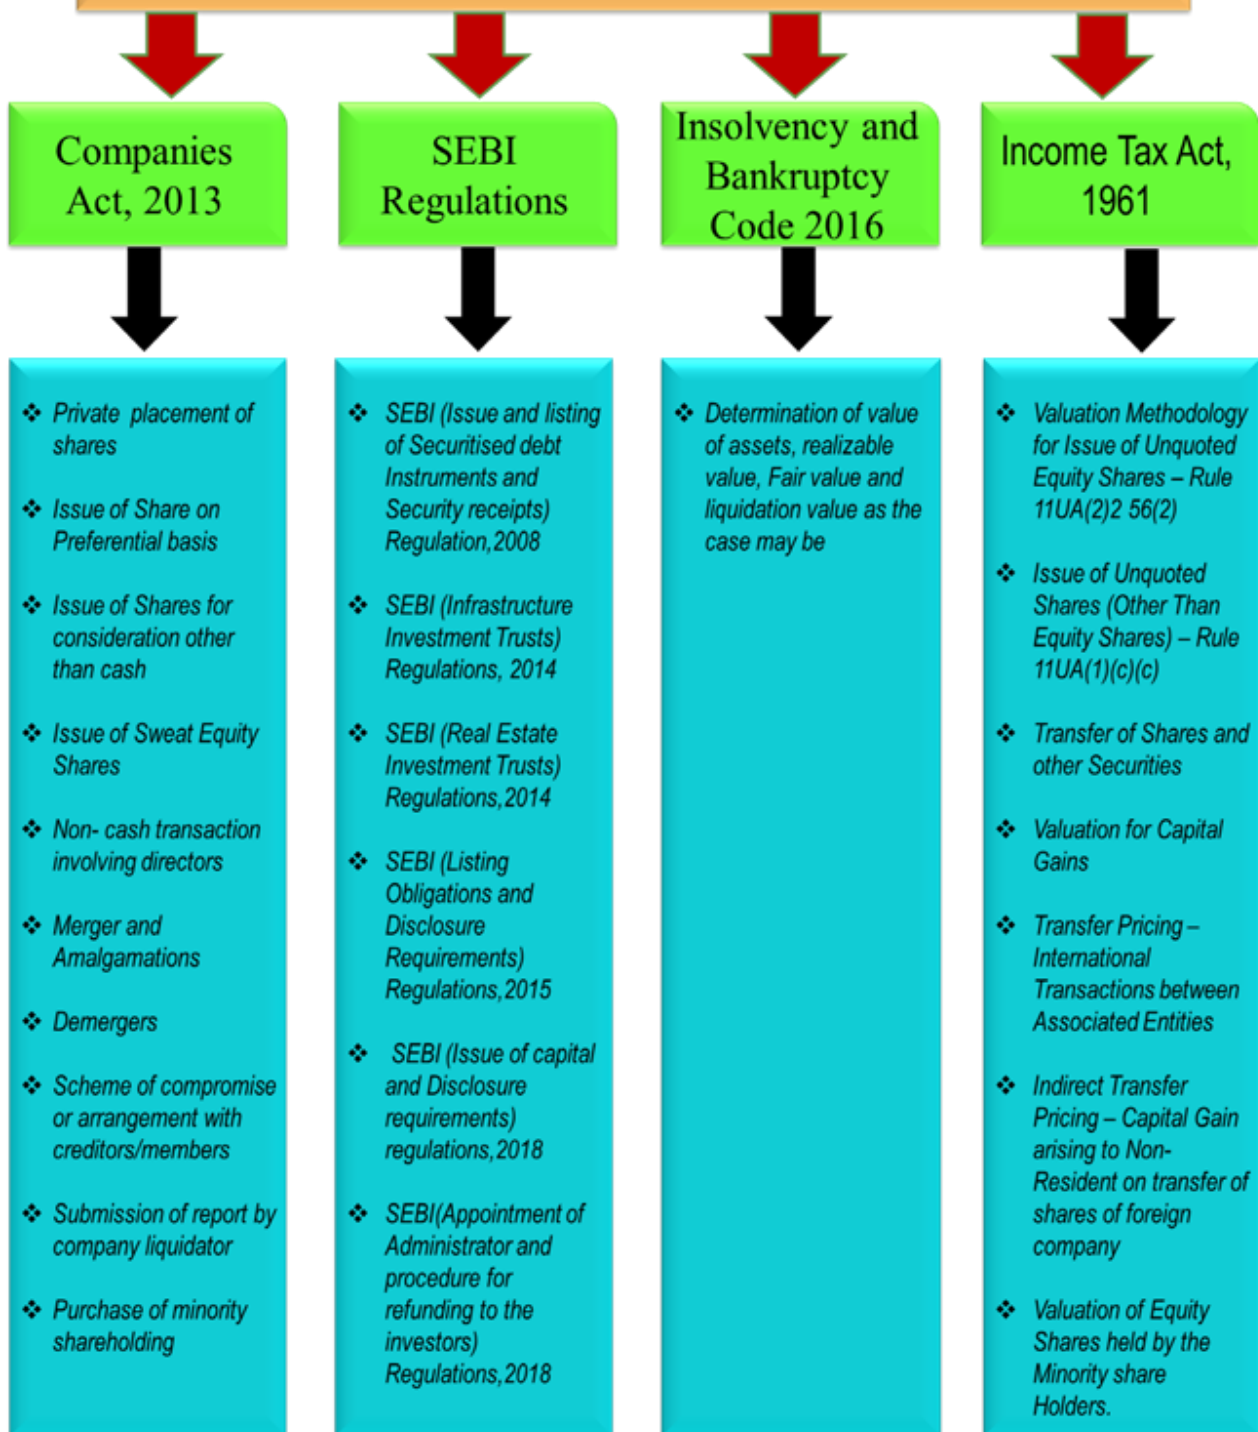 Companies
Act, 2013
SEBI
Regulations
Insolvency and
Bankruptcy
Code 2016
Income Tax Act,
1961
❖ Private placement of
shares
❖ Issue of Share on
Preferential basis
❖ Issue of Shares for
consideration other
than cash
❖ Issue of Sweat Equity
Shares
❖ Non- cash transaction
involving directors
❖ Merger and
Amalgamations
❖ Demergers
❖ Scheme of compromise
or arrangement with
creditors/members
❖ Submission of report by
company liquidator
❖ Purchase of minority
shareholding
❖ SEBI (Issue and listing
of Securitised debt
Instruments and
Security receipts)
Regulation,2008
❖ SEBI (Infrastructure
Investment Trusts)
Regulations, 2014
❖ SEBI (Real Estate
Investment Trusts)
Regulations,2014
❖ SEBI (Listing
Obligations and
Disclosure
Requirements)
Regulations,2015
❖ SEBI (Issue of capital
and Disclosure
requirements)
regulations,2018
❖ SEBI(Appointment of
Administrator and
procedure for
refunding to the
investors)
Regulations,2018
❖ Determination of value
of assets, realizable
value, Fair value and
liquidation value as the
case may be
❖ Valuation Methodology
for Issue of Unquoted
Equity Shares – Rule
11UA(2)2 56(2)
❖ Issue of Unquoted
Shares (Other Than
Equity Shares) – Rule
11UA(1)(c)(c)
❖ Transfer of Shares and
other Securities
❖ Valuation for Capital
Gains
❖ Transfer Pricing –
International
Transactions between
Associated Entities
❖ Indirect Transfer
Pricing – Capital Gain
arising to Non-
Resident on transfer of
shares of foreign
company
❖ Valuation of Equity
Shares held by the
Minority share
Holders.